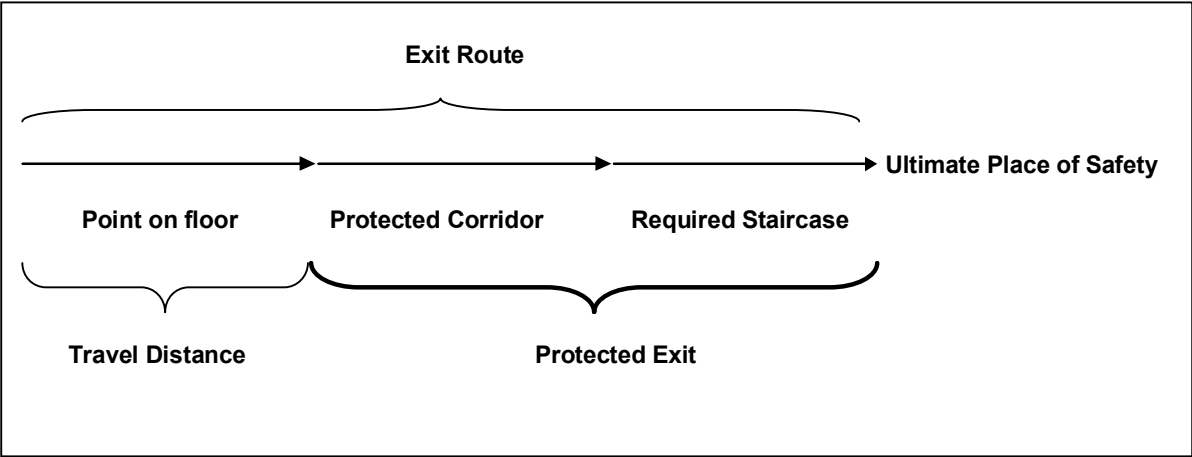 Exit Route
Ultimate Place of Safety
Point on floor
Protected Corridor
Required Staircase
Travel Distance
Protected Exit